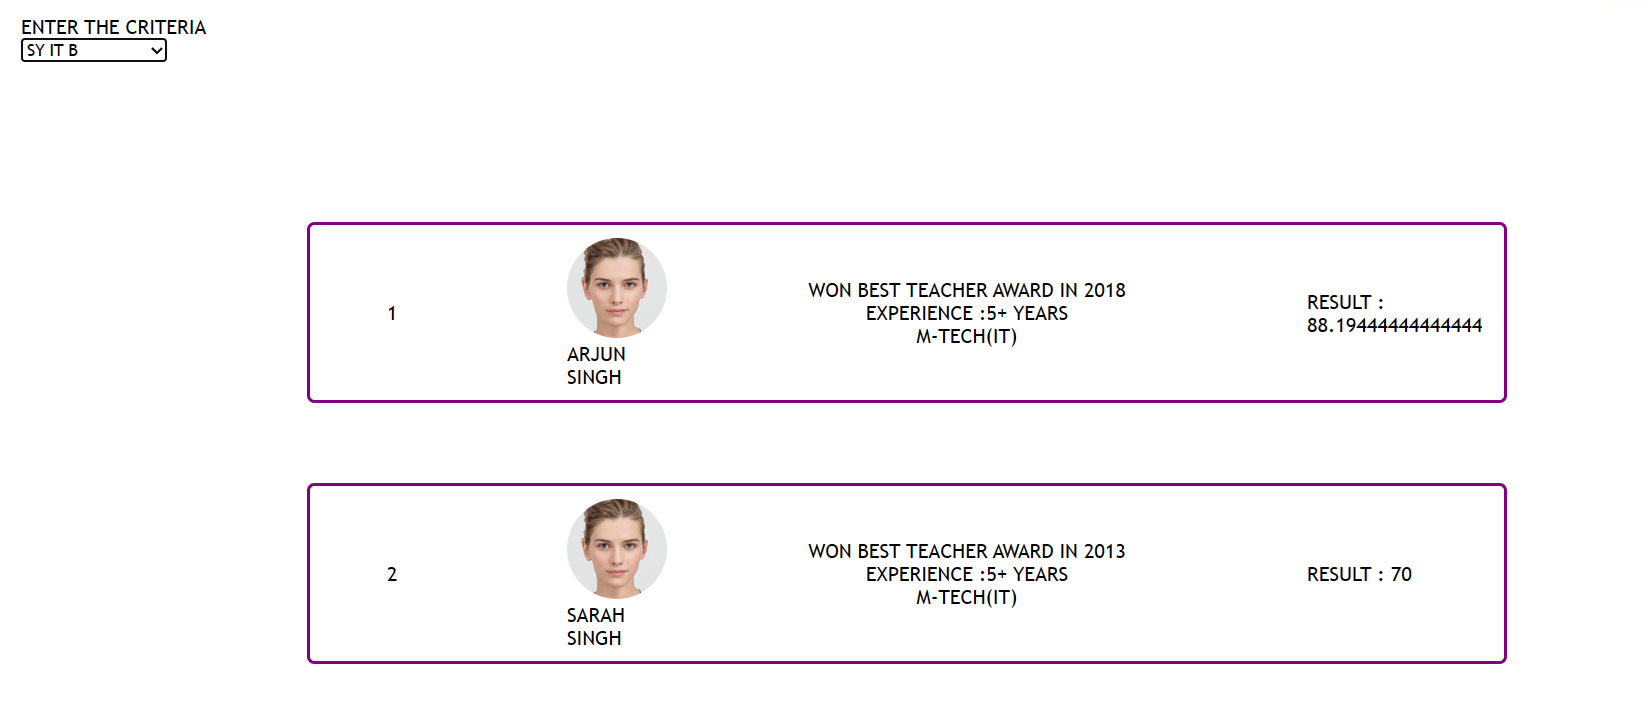 ENTER THE CRITERIA
SY IT B
1
ARJUN
SINGH
WON BEST TEACHER AWARD IN 2018
EXPERIENCE :5+ YEARS
M-TECH(IT)
RESULT :
88.19444444444444
2
SARAH
SINGH
WON BEST TEACHER AWARD IN 2013
EXPERIENCE :5+ YEARS
M-TECH(IT)
RESULT : 70